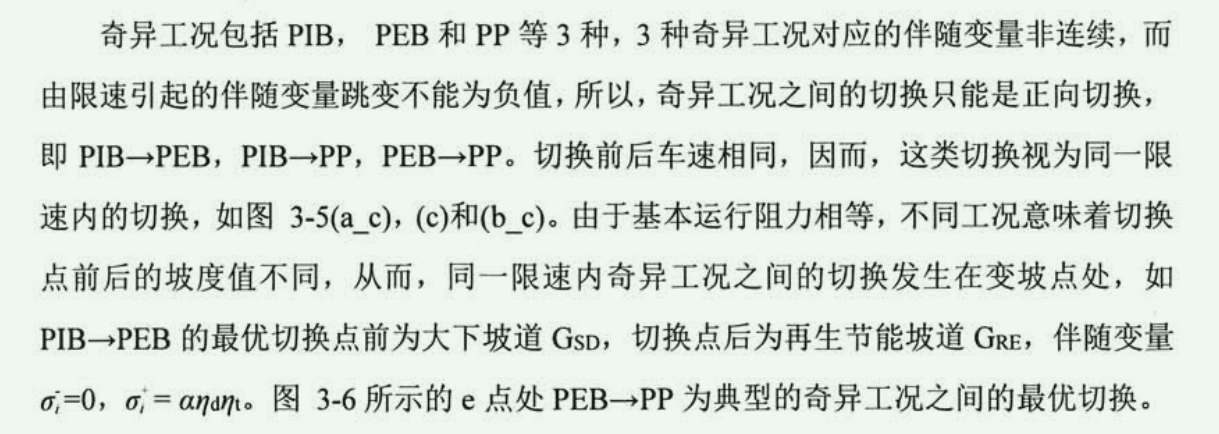 奇异工况包括 PIB， PEB 和 PP 等 3 种，3 种奇异工况对应的伴随变量非连续，而
由限速引起的伴随变量跳变不能为负值，所以，奇异工况之间的切换只能是正向切换，
即 PIB→PEB，PIB→PP，PEB→PP。切换前后车速相同，因而，这类切换视为同一限
速内的切换，如图 3-5(a_c)，(c)和(b_c)。由于基本运行阻力相等，不同工况意味着切换
点前后的坡度值不同，从而，同一限速内奇异工况之间的切换发生在变坡点处，如
PIB→PEB 的最优切换点前为大下坡道 GSD，切换点后为再生节能坡道 GRE，伴随变量
σᵢ⁻=0，σᵢ⁺= αηdηt。图 3-6 所示的 e 点处 PEB→PP 为典型的奇异工况之间的最优切换。